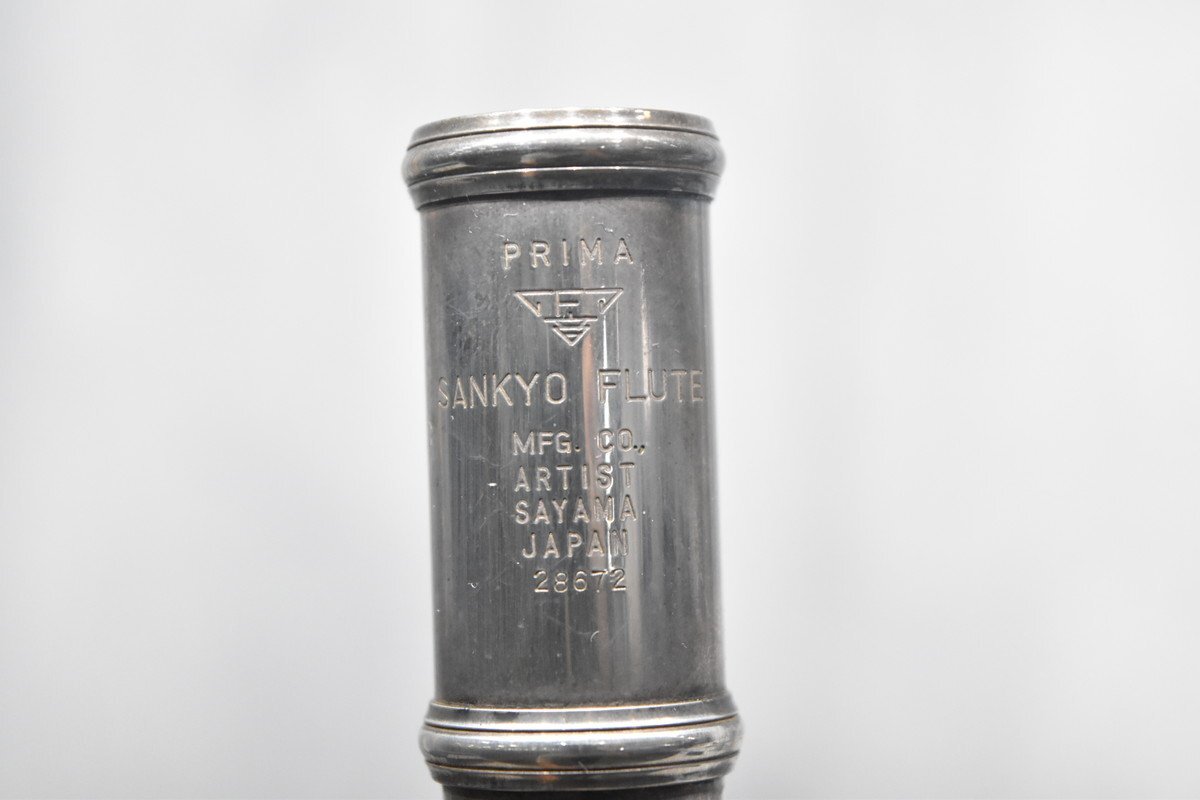 PRIMA
SANKYO FLUTE
MFG. CO.,
ARTIST
SAYAMA
JAPAN
28672